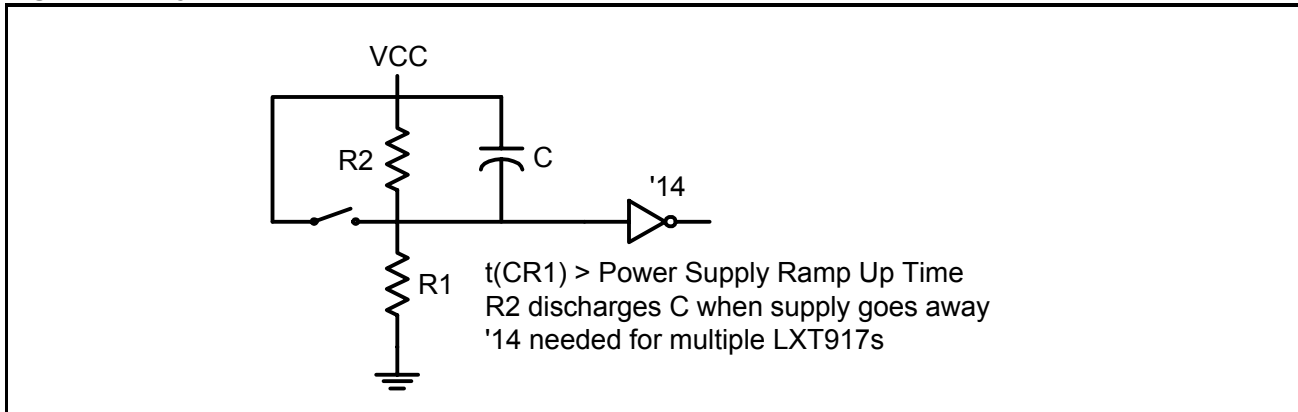 VCC
R2
C
'14
R1
t(CR1) > Power Supply Ramp Up Time
R2 discharges C when supply goes away
'14 needed for multiple LXT917s